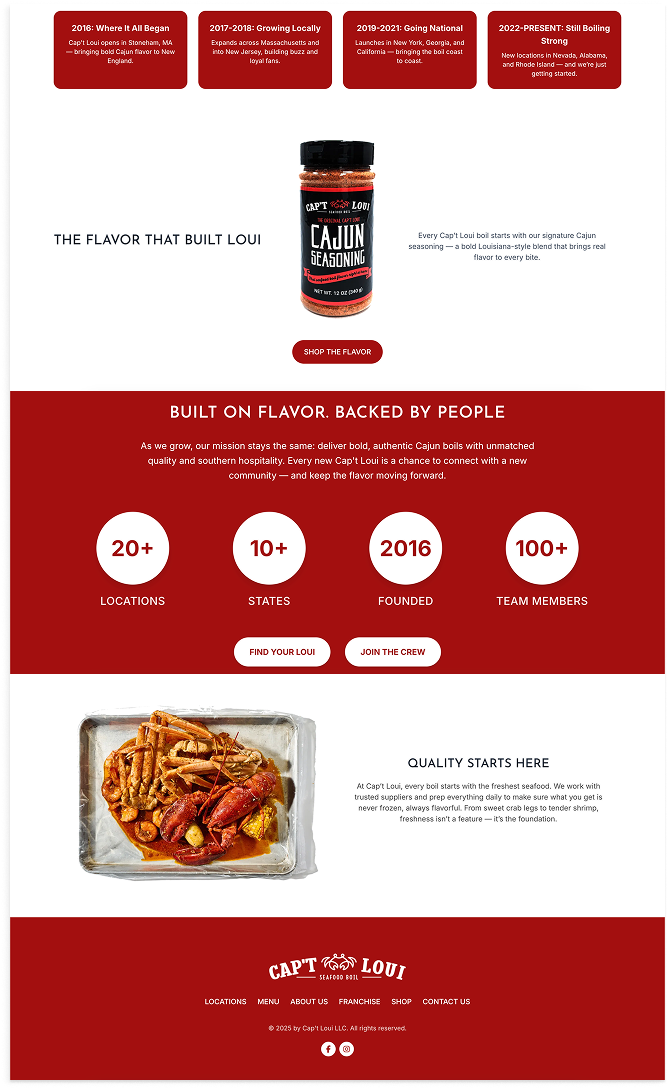 2016: Where It All Began
Cap't Loui opens in Stoneham, MA
— bringing bold Cajun flavor to New
England.
2017-2018: Growing Locally
Expands across Massachusetts and
into New Jersey, building buzz and
loyal fans.
2019-2021: Going National
Launches in New York, Georgia, and
California — bringing the boil coast
to coast.
2022-PRESENT: Still Boiling
Strong
New locations in Nevada, Alabama,
and Rhode Island — and we're just
getting started.
THE FLAVOR THAT BUILT LOUI
CAP'T LOUI
SEAFOOD BOIL
THE ORIGINAL CAP'T LOUI
CAJUN
SEASONING
NET WT. 12 OZ (340g)
Every Cap't Loui boil starts with our signature Cajun
seasoning — a bold Louisiana-style blend that brings real
flavor to every bite.
SHOP THE FLAVOR
BUILT ON FLAVOR. BACKED BY PEOPLE
As we grow, our mission stays the same: deliver bold, authentic Cajun boils with unmatched
quality and southern hospitality. Every new Cap't Loui is a chance to connect with a new
community — and keep the flavor moving forward.
20+
LOCATIONS
10+
STATES
2016
FOUNDED
100+
TEAM MEMBERS
FIND YOUR LOUI
JOIN THE CREW
QUALITY STARTS HERE
At Cap't Loui, every boil starts with the freshest seafood. We work with
trusted suppliers and prep everything daily to make sure what you get is
never frozen, always flavorful. From sweet crab legs to tender shrimp,
freshness isn't a feature — it's the foundation.
CAP'T LOUI
SEAFOOD BOIL
LOCATIONS MENU ABOUT US FRANCHISE SHOP CONTACT US
© 2025 by Cap't Loui LLC. All rights reserved.